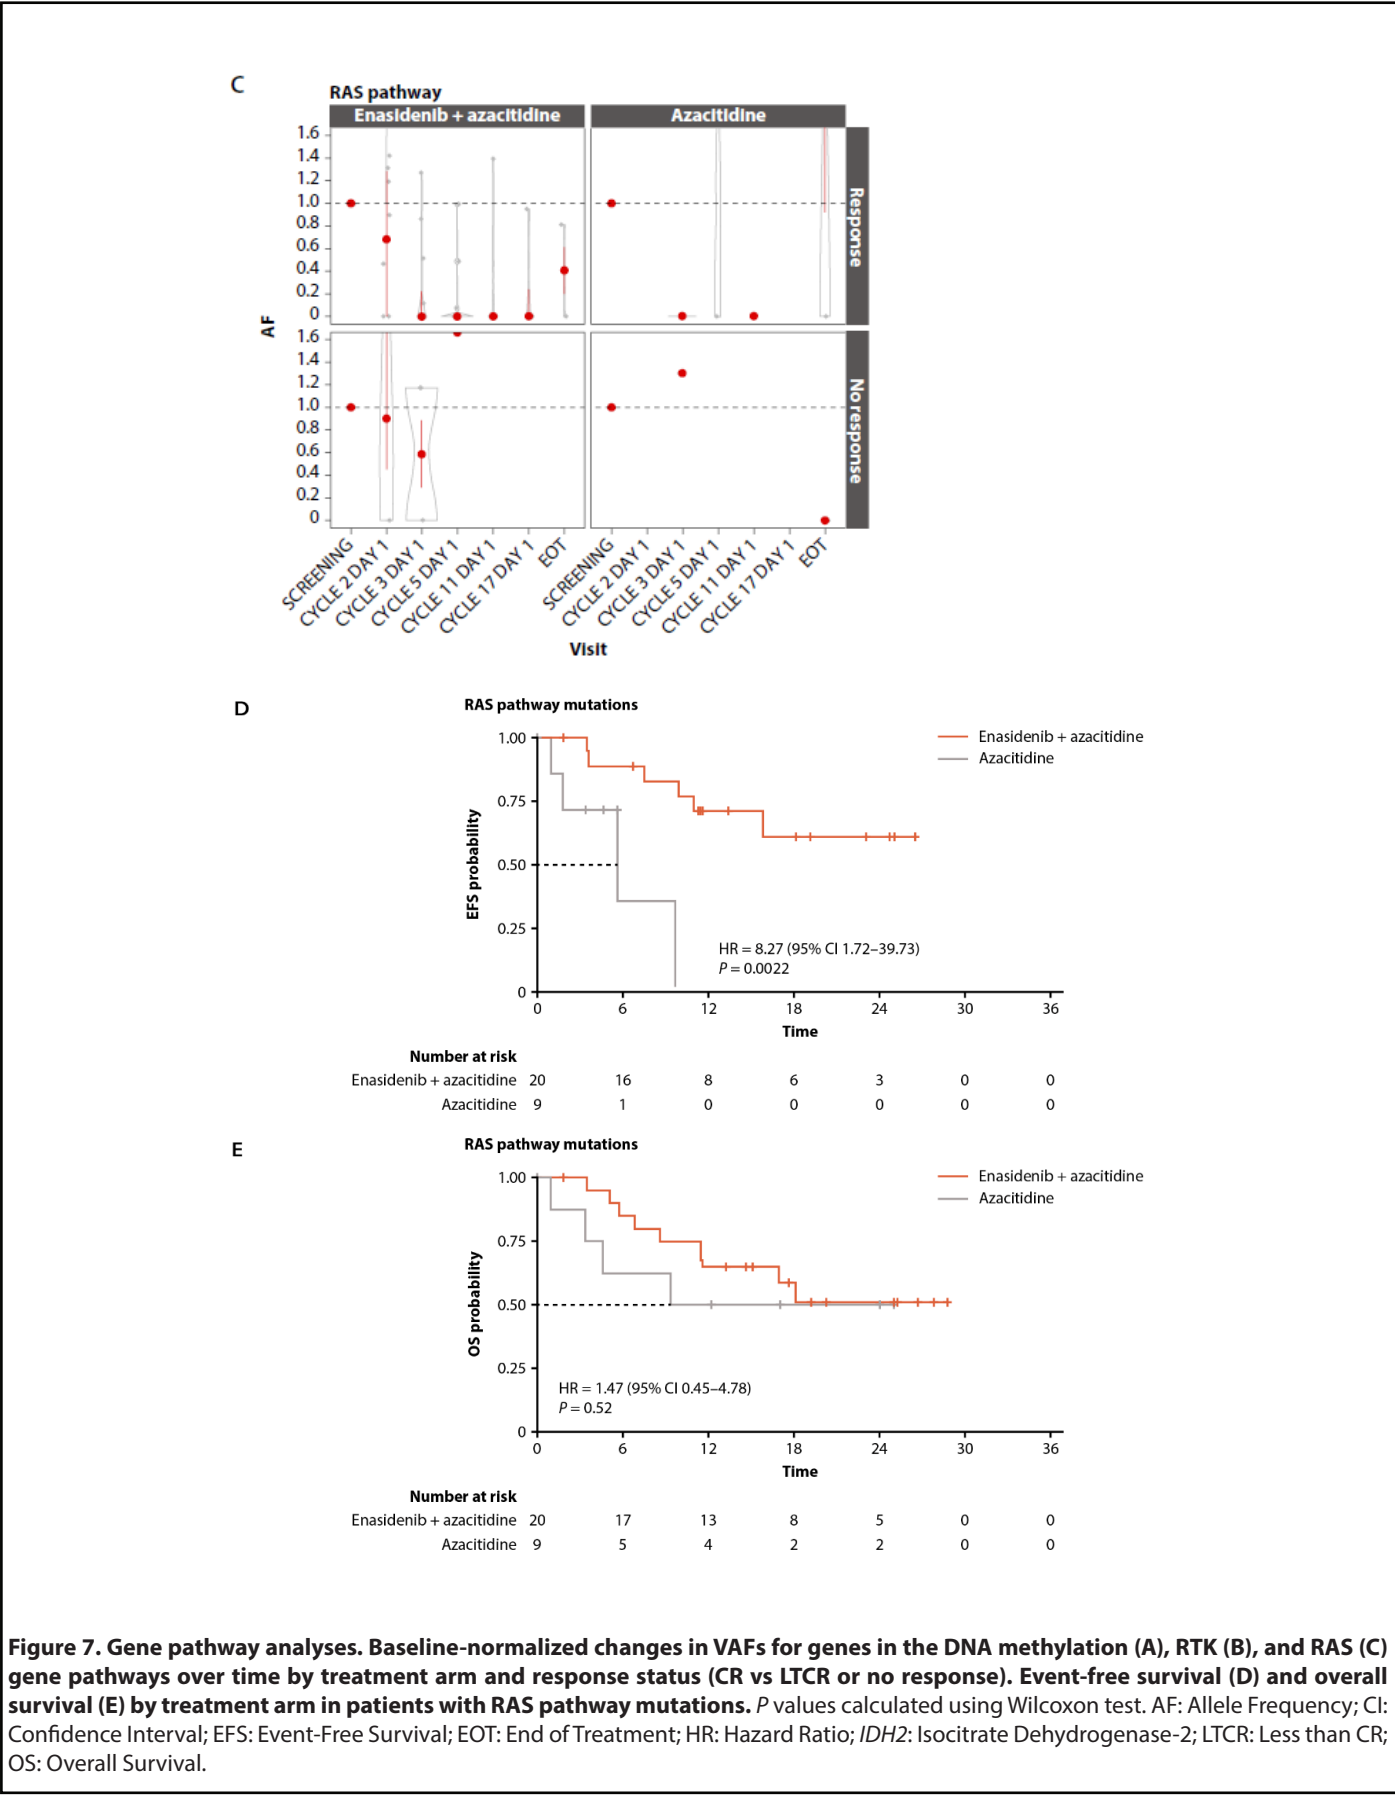 C
RAS pathway
Enasidenib + azacitidine
Azacitidine
1.6
1.4
1.2
1.0
0.8
0.6
0.4
0.2
0
Response
AF
1.6
1.4
1.2
1.0
0.8
0.6
0.4
0.2
0
No response
SCREENING
CYCLE 2 DAY 1
CYCLE 3 DAY 1
CYCLE 5 DAY 1
CYCLE 11 DAY 1
CYCLE 17 DAY 1
EOT
SCREENING
CYCLE 2 DAY 1
CYCLE 3 DAY 1
CYCLE 5 DAY 1
CYCLE 11 DAY 1
CYCLE 17 DAY 1
EOT
Visit
D
RAS pathway mutations
Enasidenib + azacitidine
Azacitidine
1.00
0.75
0.50
0.25
0
EFS probability
HR = 8.27 (95% CI 1.72–39.73)
P = 0.0022
0 6 12 18 24 30 36
Time
Number at risk
Enasidenib + azacitidine 20 16 8 6 3 0 0
Azacitidine 9 1 0 0 0 0 0
E
RAS pathway mutations
Enasidenib + azacitidine
Azacitidine
1.00
0.75
0.50
0.25
0
OS probability
HR = 1.47 (95% CI 0.45–4.78)
P = 0.52
0 6 12 18 24 30 36
Time
Number at risk
Enasidenib + azacitidine 20 17 13 8 5 0 0
Azacitidine 9 5 4 2 2 0 0
Figure 7. Gene pathway analyses. Baseline-normalized changes in VAFs for genes in the DNA methylation (A), RTK (B), and RAS (C)
gene pathways over time by treatment arm and response status (CR vs LTCR or no response). Event-free survival (D) and overall
survival (E) by treatment arm in patients with RAS pathway mutations. P values calculated using Wilcoxon test. AF: Allele Frequency; CI:
Confidence Interval; EFS: Event-Free Survival; EOT: End of Treatment; HR: Hazard Ratio; IDH2: Isocitrate Dehydrogenase-2; LTCR: Less than CR;
OS: Overall Survival.